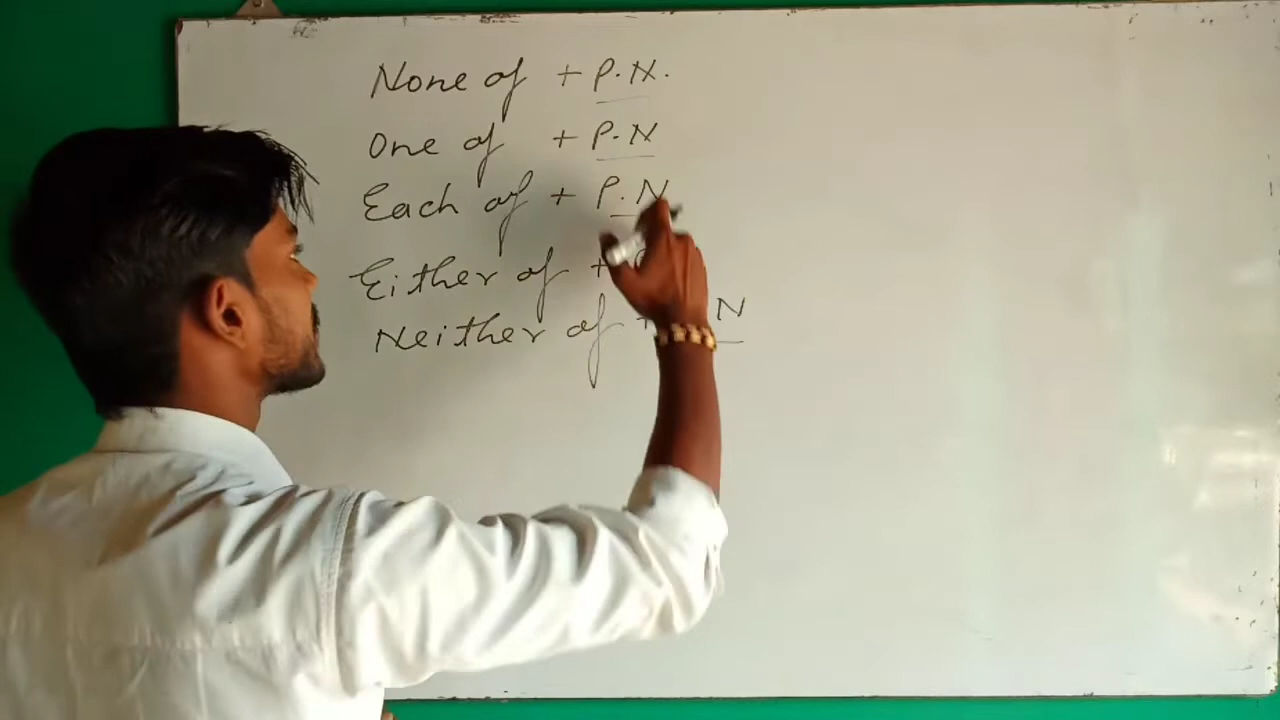 None of + P.N.
One of + P.N
Each of + P.N
Either of +
Neither of + N